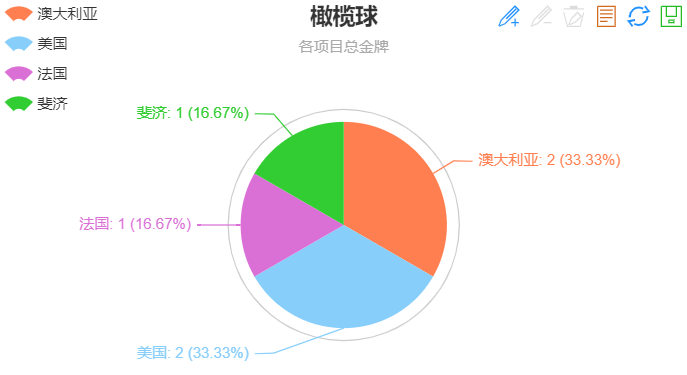 橄榄球
各项目总金牌
澳大利亚
美国
法国
斐济
斐济: 1 (16.67%)
澳大利亚: 2 (33.33%)
法国: 1 (16.67%)
美国: 2 (33.33%)